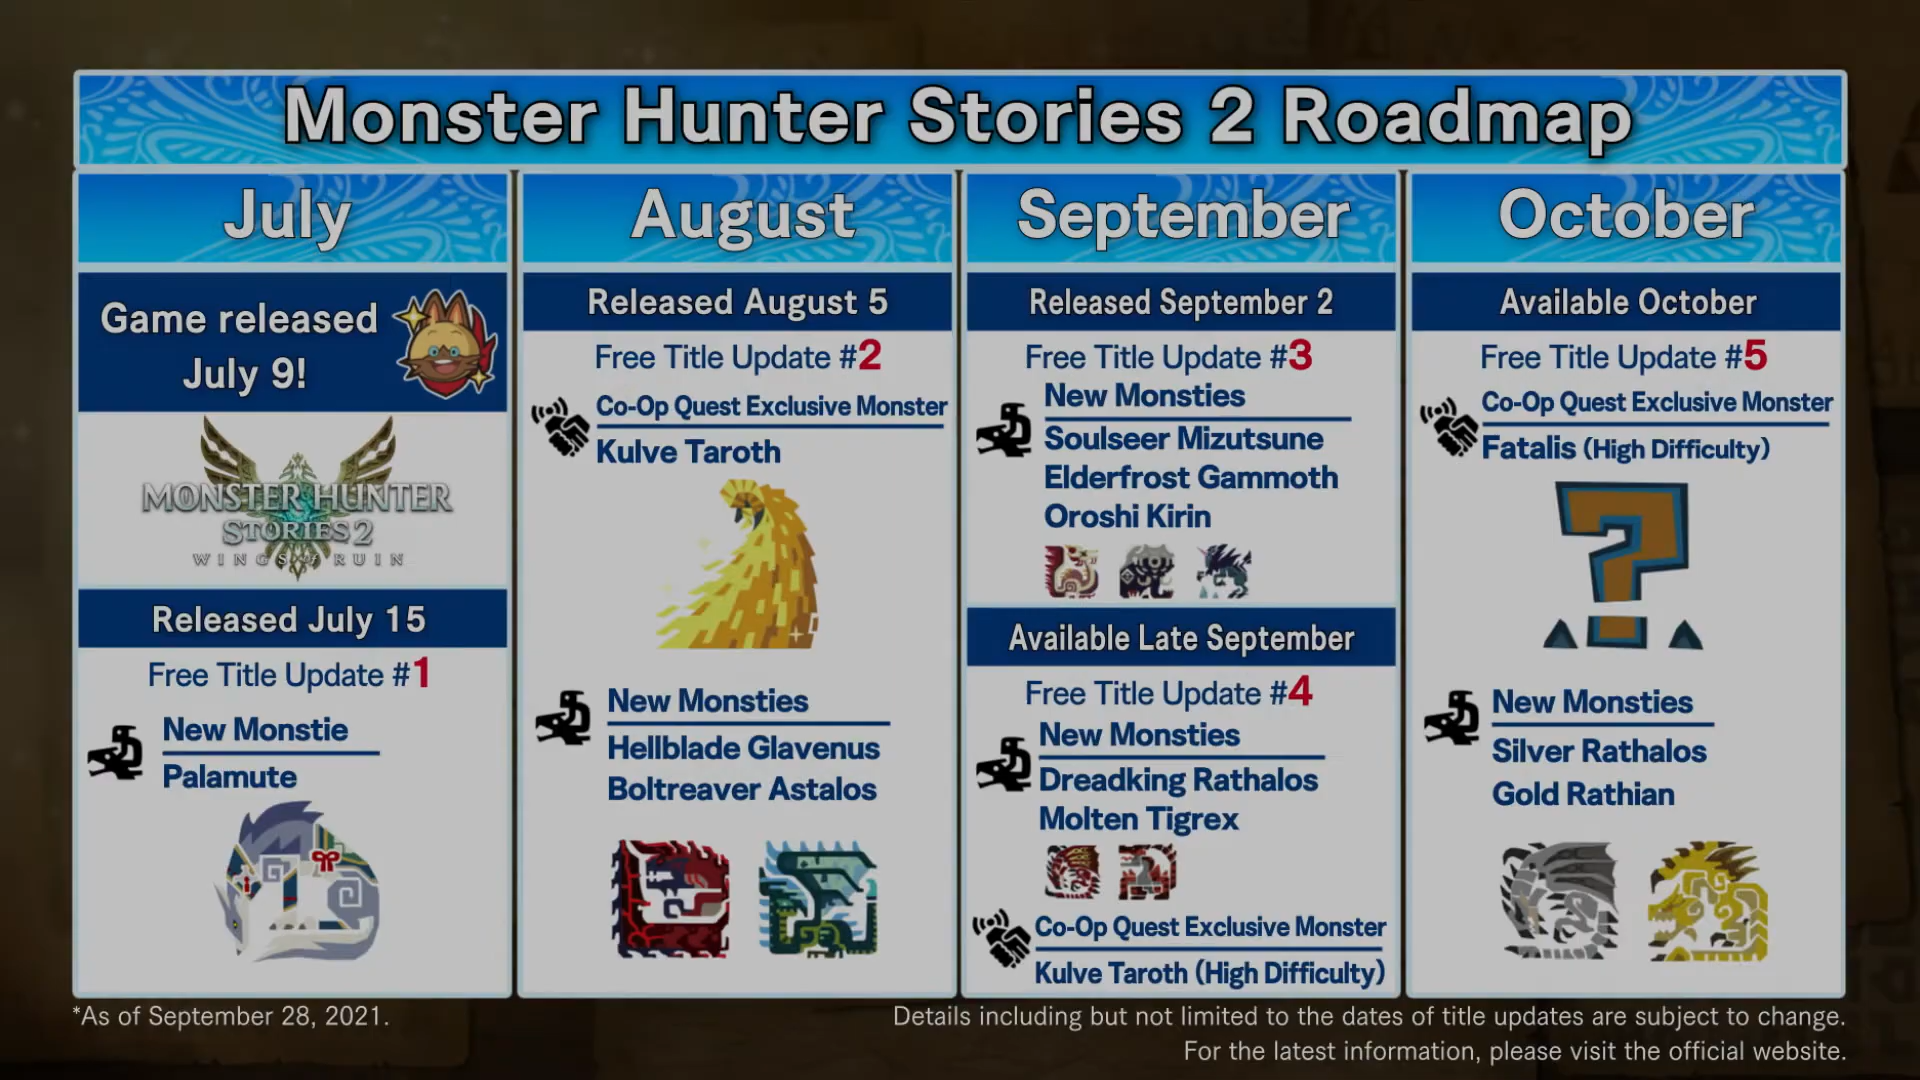 Monster Hunter Stories 2 Roadmap
July
Game released
July 9!
MONSTER HUNTER
STORIES 2
WINGS of RUIN
Released July 15
Free Title Update #1
New Monstie
Palamute
August
Released August 5
Free Title Update #2
Co-Op Quest Exclusive Monster
Kulve Taroth
New Monsties
Hellblade Glavenus
Boltreaver Astalos
September
Released September 2
Free Title Update #3
New Monsties
Soulseer Mizutsune
Elderfrost Gammoth
Oroshi Kirin
Available Late September
Free Title Update #4
New Monsties
Dreadking Rathalos
Molten Tigrex
Co-Op Quest Exclusive Monster
Kulve Taroth (High Difficulty)
October
Available October
Free Title Update #5
Co-Op Quest Exclusive Monster
Fatalis (High Difficulty)
?
New Monsties
Silver Rathalos
Gold Rathian
*As of September 28, 2021.
Details including but not limited to the dates of title updates are subject to change.
For the latest information, please visit the official website.